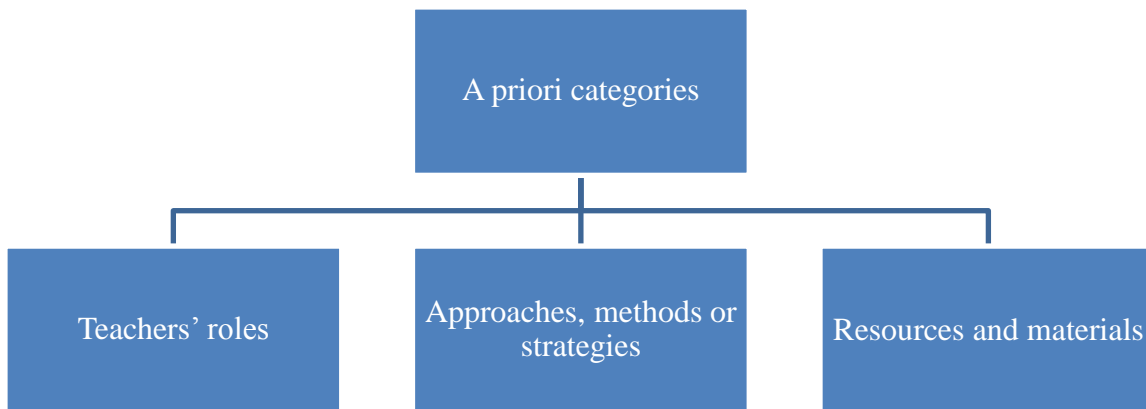 A priori categories
Teachers’ roles
Approaches, methods or
strategies
Resources and materials